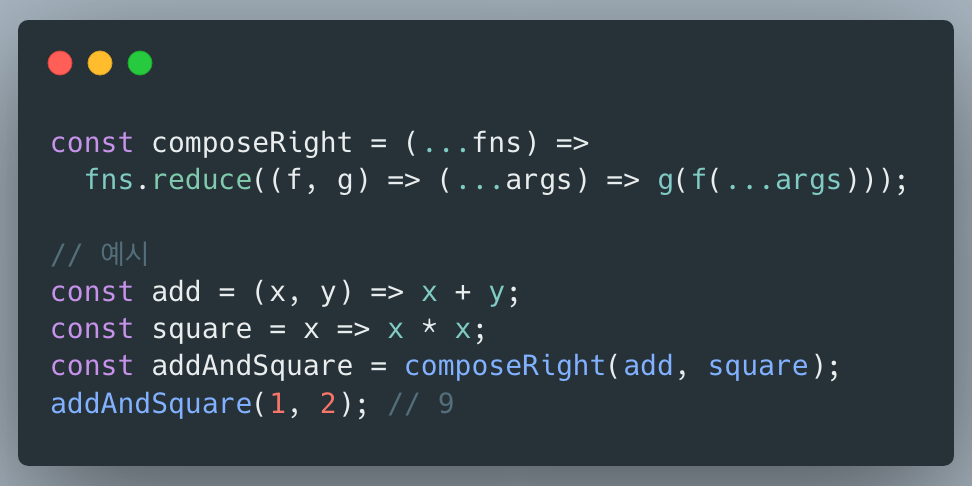 const composeRight = (...fns) =>
  fns.reduce((f, g) => (...args) => g(f(...args)));
// 예시
const add = (x, y) => x + y;
const square = x => x * x;
const addAndSquare = composeRight(add, square);
addAndSquare(1, 2); // 9